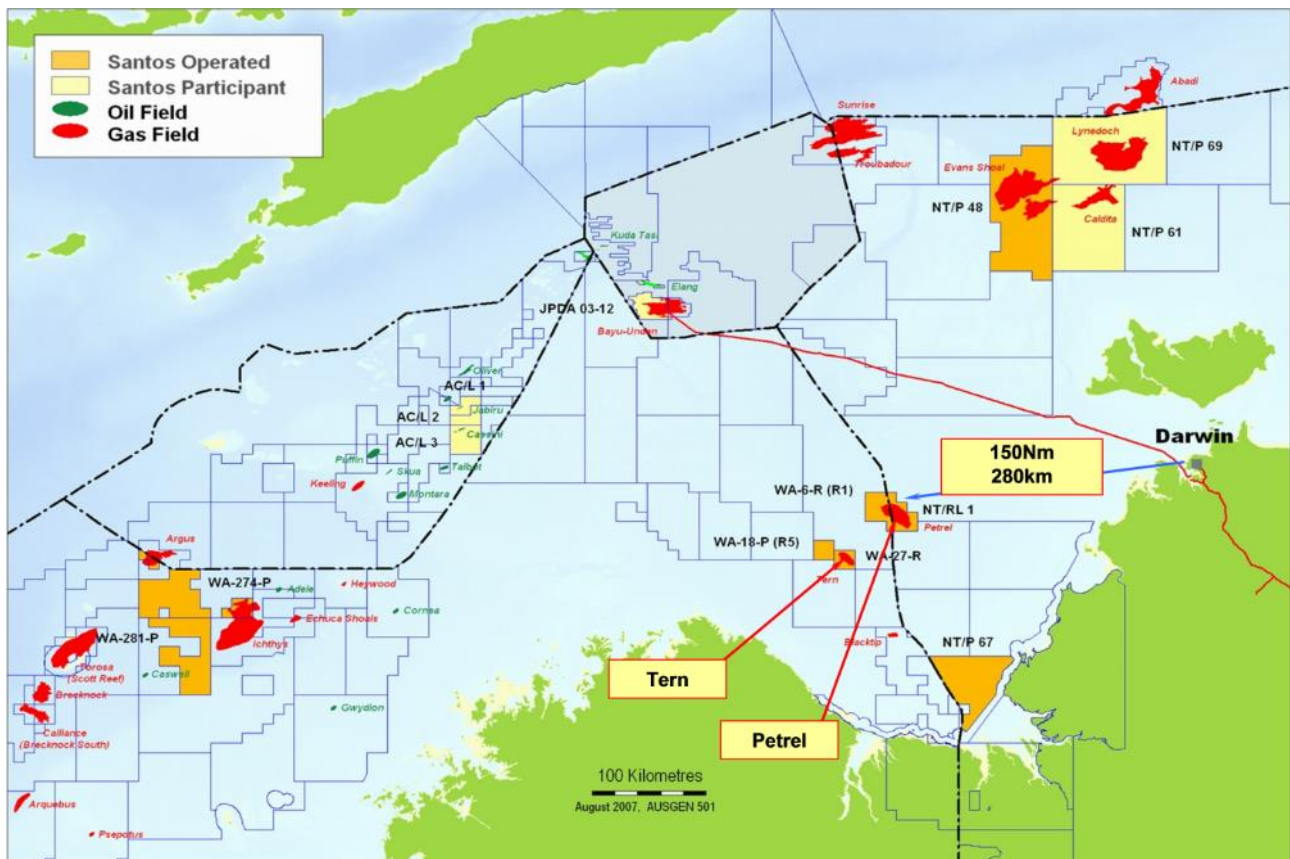 Santos Operated
Santos Participant
Oil Field
Gas Field
Abadi
Sunrise
Troubadour
Lynedoch
NT/P 69
Evans Shoal
NT/P 48
Caldita
NT/P 61
Kuda Tasi
Elang
JPDA 03-12
Bayu-Undan
Oliver
AC/L 1
Jabiru
AC/L 2
Cassini
AC/L 3
Puffin
Skua
Talbot
Keeling
Montara
Darwin
150Nm
280km
WA-6-R (R1)
NT/RL 1
Petrel
WA-18-P (R5)
WA-27-R
Tern
Argus
WA-274-P
Adele
Heywood
Cornea
Echuca Shoals
Ichthys
WA-281-P
Torosa
(Scott Reef)
Caswell
Brecknock
Gwydion
Calliance
(Brecknock South)
Blacktip
NT/P 67
Tern
Petrel
100 Kilometres
August 2007, AUSGEN 501
Arquebus
Psepotus